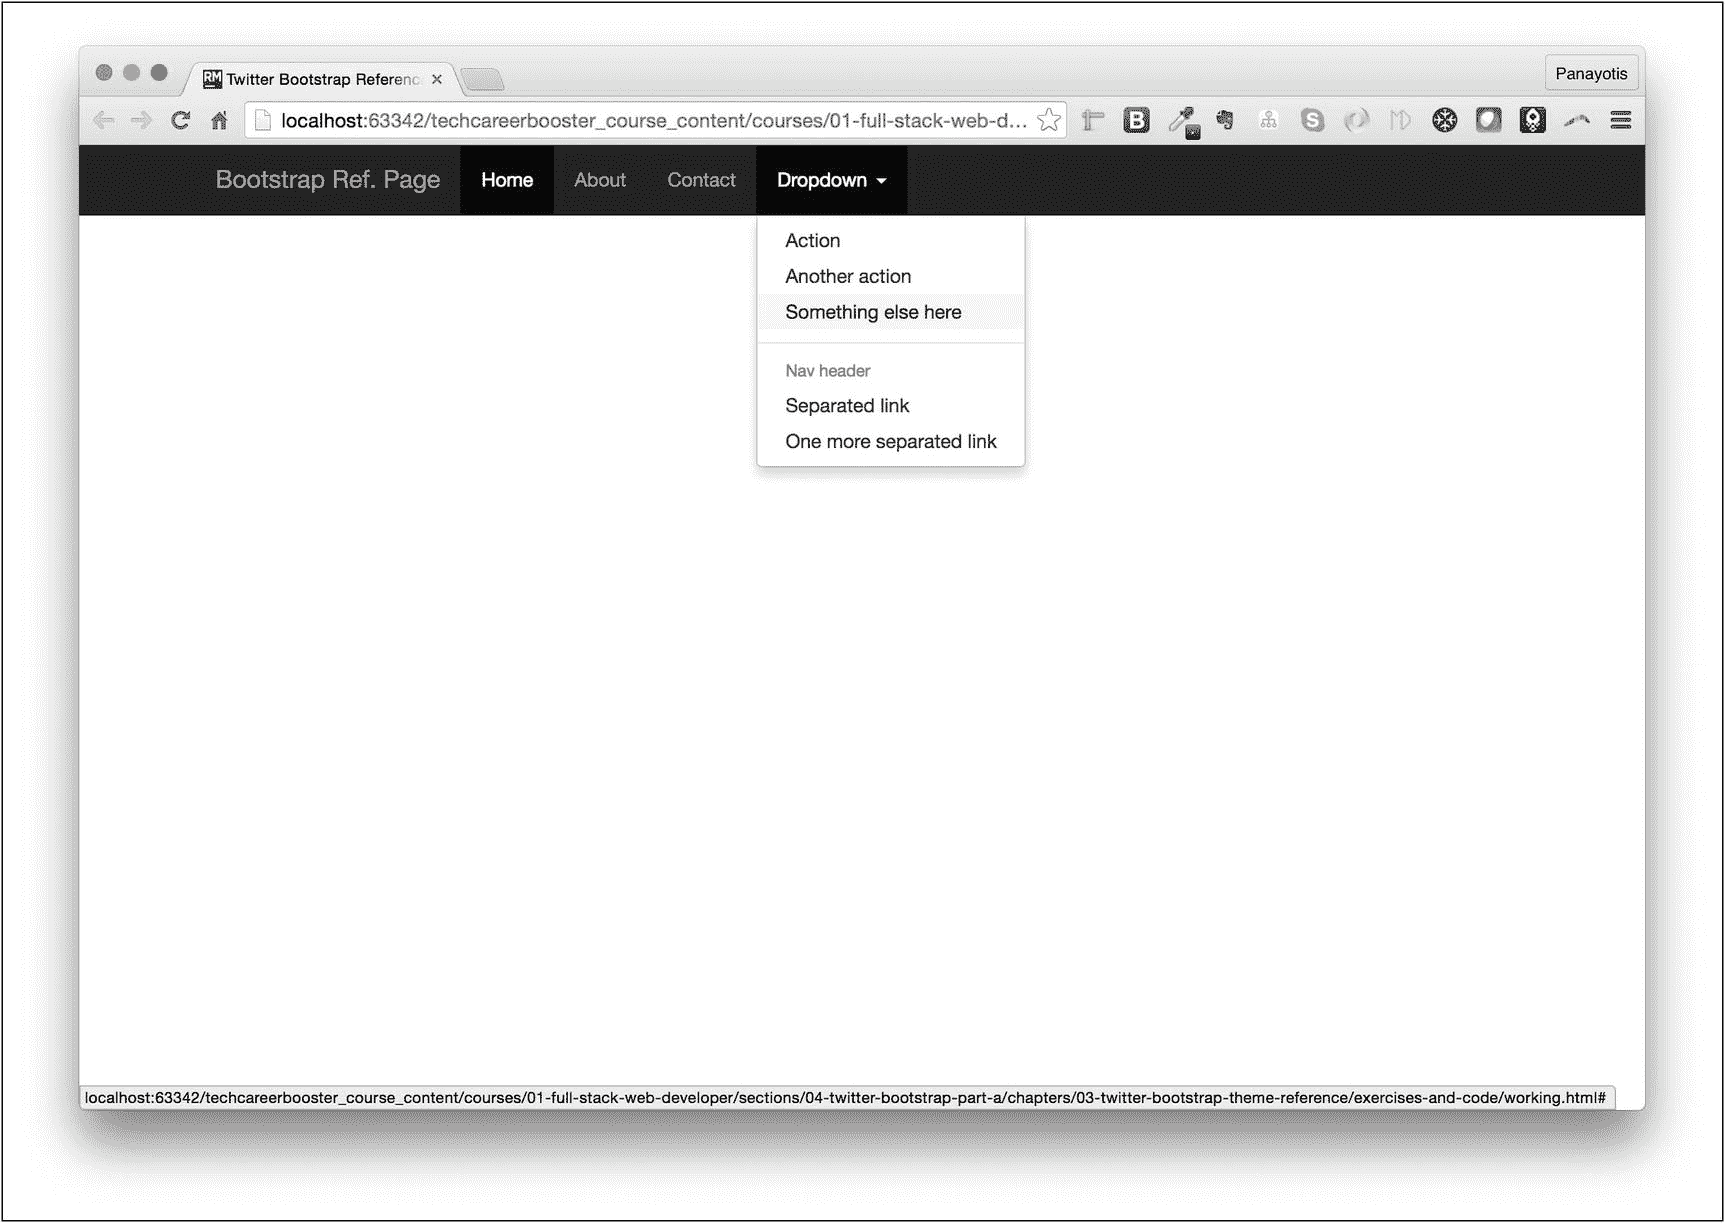 Panayotis
RM Twitter Bootstrap Referenc
localhost:63342/techcareerbooster_course_content/courses/01-full-stack-web-d...
B
S
MD
Bootstrap Ref. Page Home About Contact Dropdown
Action
Another action
Something else here
Nav header
Separated link
One more separated link
localhost:63342/techcareerbooster_course_content/courses/01-full-stack-web-developer/sections/04-twitter-bootstrap-part-a/chapters/03-twitter-bootstrap-theme-reference/exercises-and-code/working.html#